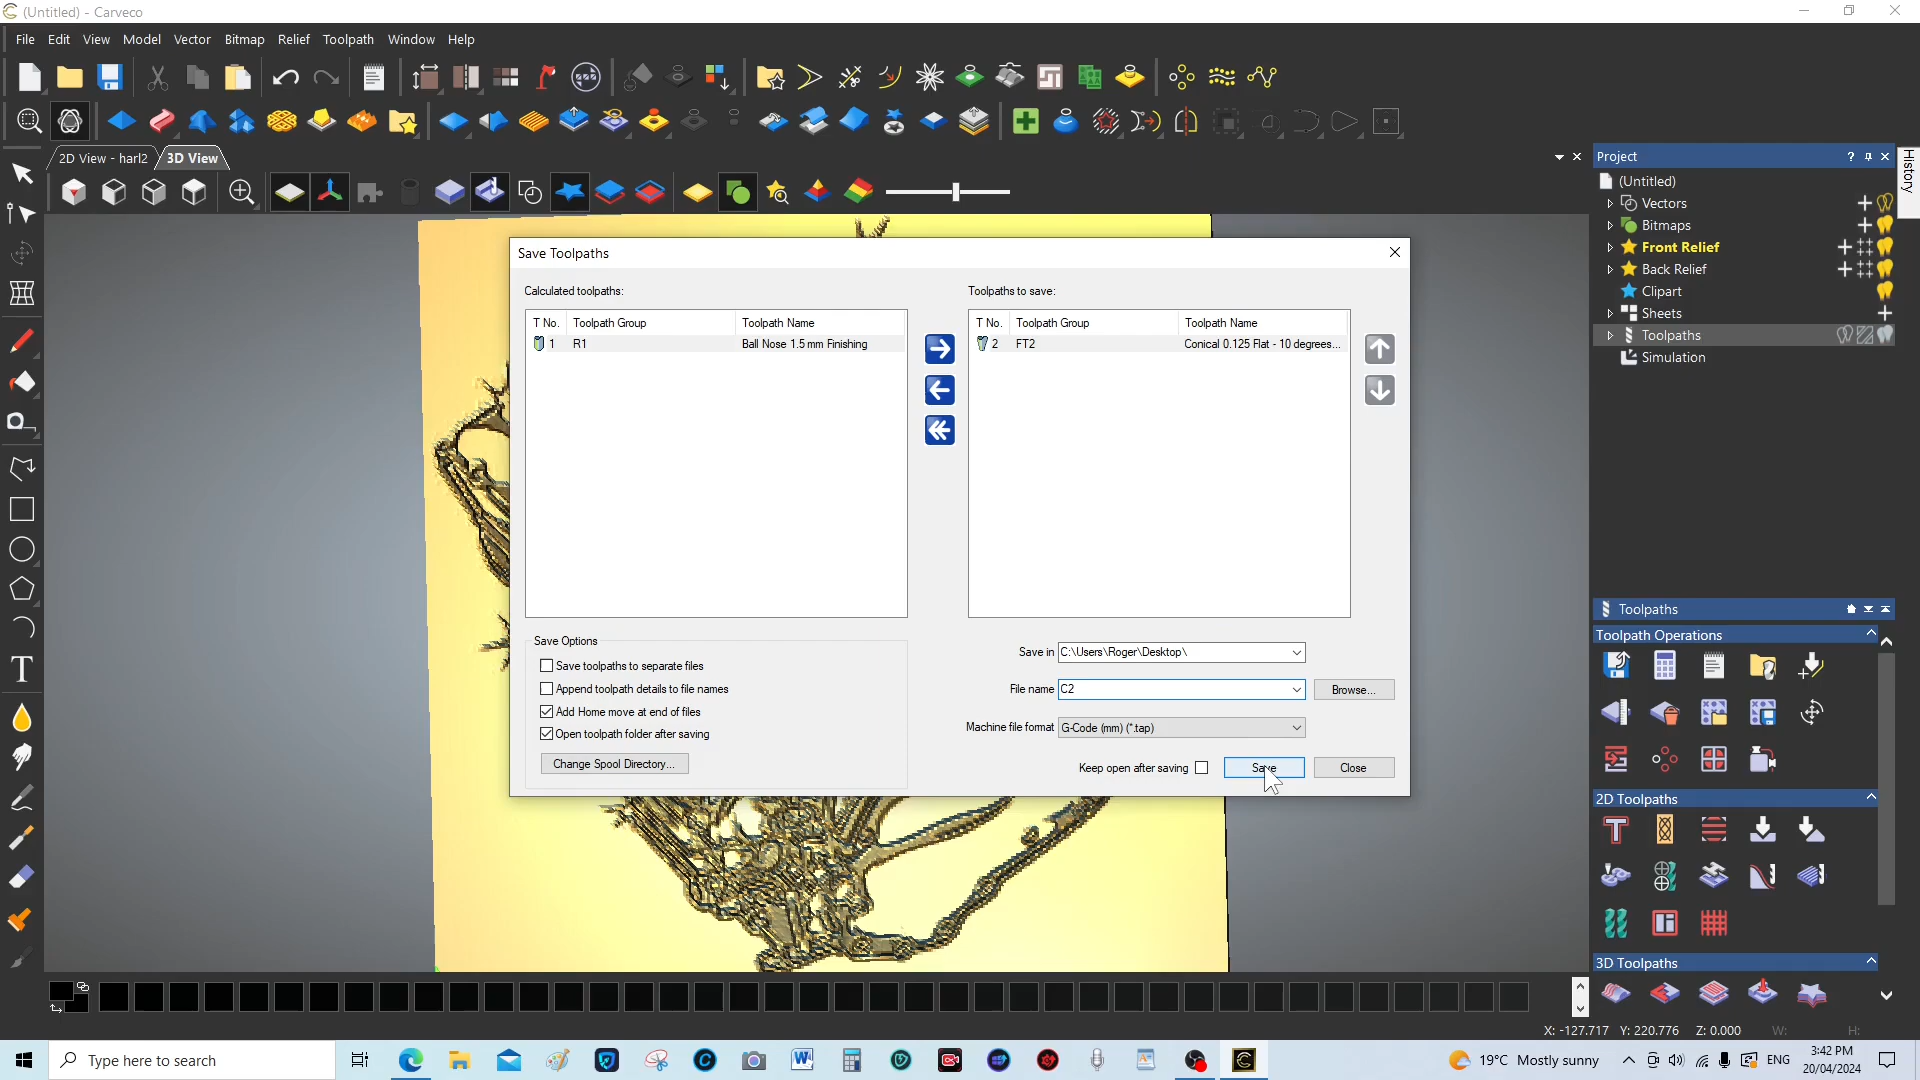 (Untitled) - Carveco
File Edit View Model Vector Bitmap Relief Toolpath Window Help
2D View - harl2 3D View
Project
(Untitled)
Vectors
Bitmaps
Front Relief
Back Relief
Clipart
Sheets
Toolpaths
Simulation
History
Save Toolpaths
Calculated toolpaths:
T No. Toolpath Group Toolpath Name
1 R1 Ball Nose 1.5 mm Finishing
Toolpaths to save:
T No. Toolpath Group Toolpath Name
2 FT2 Conical 0.125 Flat - 10 degrees...
Save Options
Save toolpaths to separate files
Append toolpath details to file names
Add Home move at end of files
Open toolpath folder after saving
Change Spool Directory...
Save in C:\Users\Roger\Desktop\
File name C2
Browse...
Machine file format G-Code (mm) (*.tap)
Keep open after saving
Save
Close
Toolpaths
Toolpath Operations
2D Toolpaths
3D Toolpaths
X: -127.717 Y: 220.776 Z: 0.000 W: H:
Type here to search
19°C Mostly sunny
ENG
3:42 PM
20/04/2024